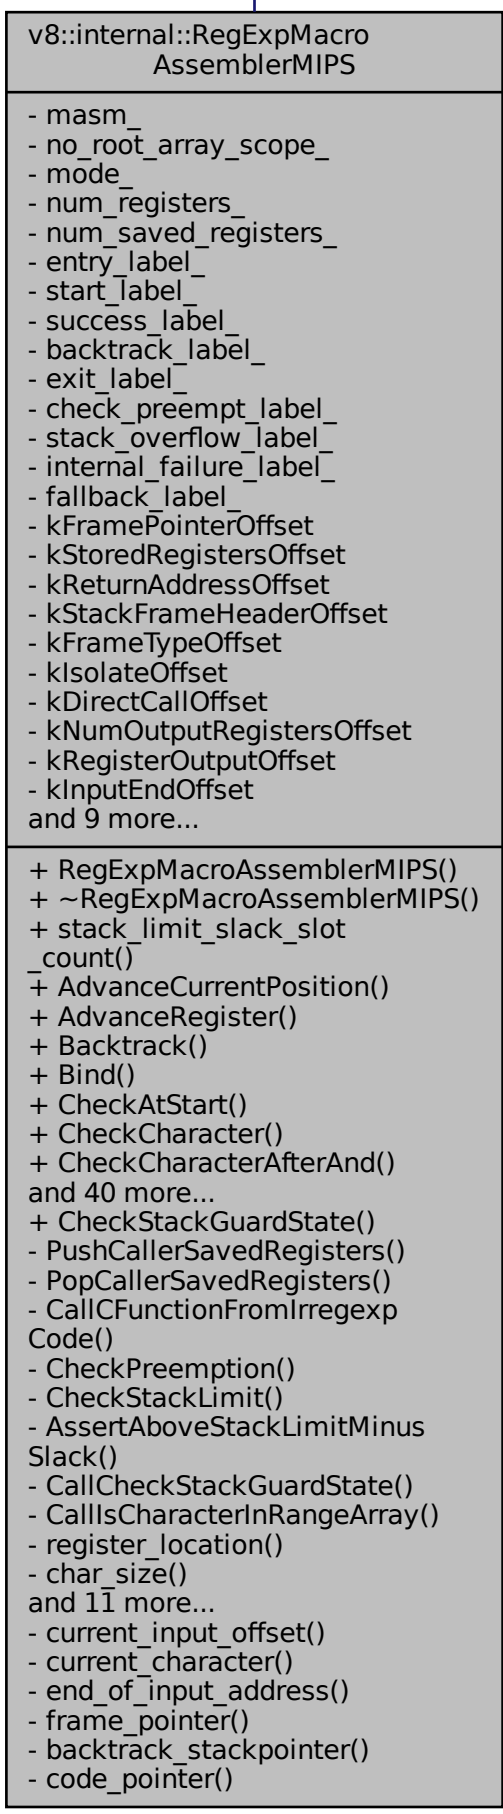 v8::internal::RegExpMacro
AssemblerMIPS
- masm_
- no_root_array_scope_
- mode_
- num_registers_
- num_saved_registers_
- entry_label_
- start_label_
- success_label_
- backtrack_label_
- exit_label_
- check_preempt_label_
- stack_overflow_label_
- internal_failure_label_
- fallback_label_
- kFramePointerOffset
- kStoredRegistersOffset
- kReturnAddressOffset
- kStackFrameHeaderOffset
- kFrameTypeOffset
- kIsolateOffset
- kDirectCallOffset
- kNumOutputRegistersOffset
- kRegisterOutputOffset
- kInputEndOffset
and 9 more...
+ RegExpMacroAssemblerMIPS()
+ ~RegExpMacroAssemblerMIPS()
+ stack_limit_slack_slot
_count()
+ AdvanceCurrentPosition()
+ AdvanceRegister()
+ Backtrack()
+ Bind()
+ CheckAtStart()
+ CheckCharacter()
+ CheckCharacterAfterAnd()
and 40 more...
+ CheckStackGuardState()
- PushCallerSavedRegisters()
- PopCallerSavedRegisters()
- CallCFunctionFromIrregexp
Code()
- CheckPreemption()
- CheckStackLimit()
- AssertAboveStackLimitMinus
Slack()
- CallCheckStackGuardState()
- CallIsCharacterInRangeArray()
- register_location()
- char_size()
and 11 more...
- current_input_offset()
- current_character()
- end_of_input_address()
- frame_pointer()
- backtrack_stackpointer()
- code_pointer()